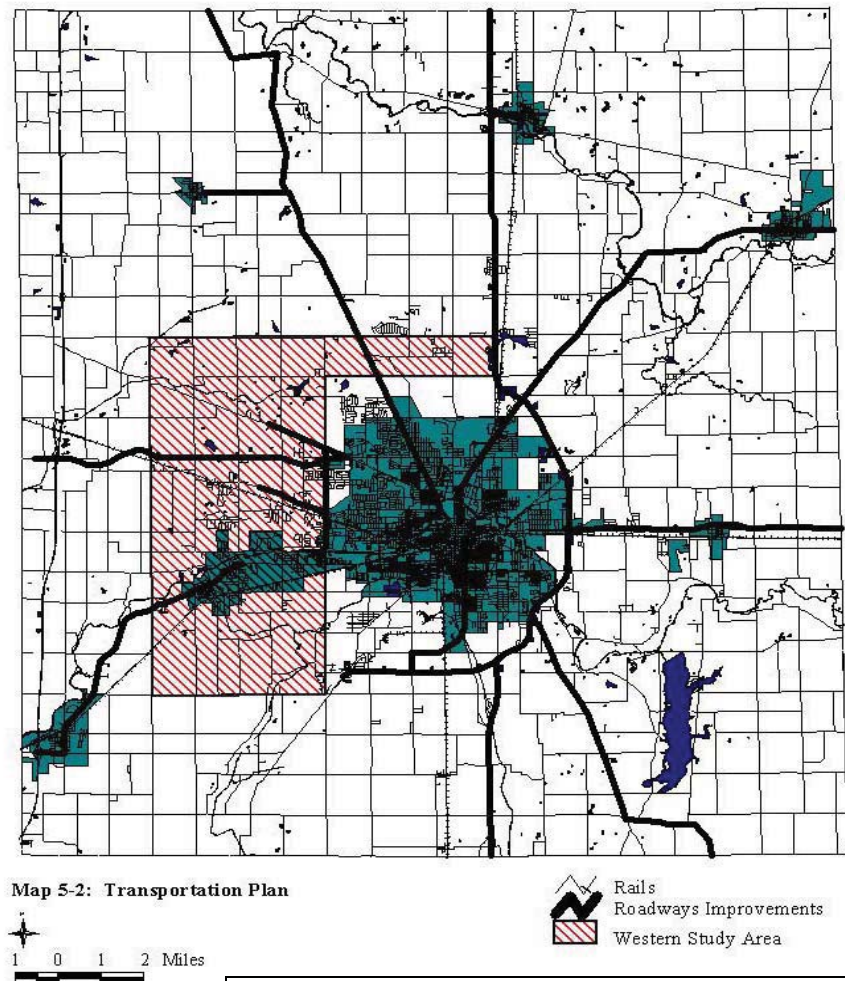 Map 5-2: Transportation Plan
Rails
Roadways Improvements
Western Study Area
1 0 1 2 Miles